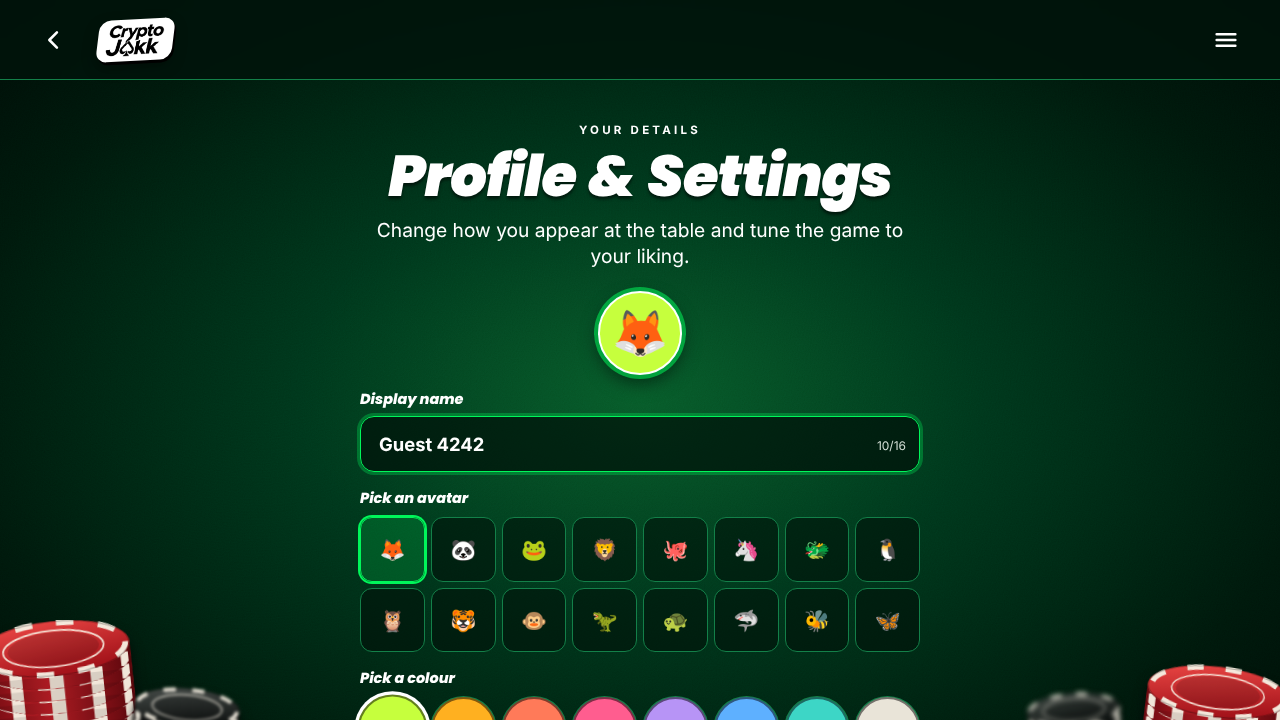 Crypto
Jokk
YOUR DETAILS
Profile & Settings
Change how you appear at the table and tune the game to
your liking.
Display name
Guest 4242
10/16
Pick an avatar
Pick a colour